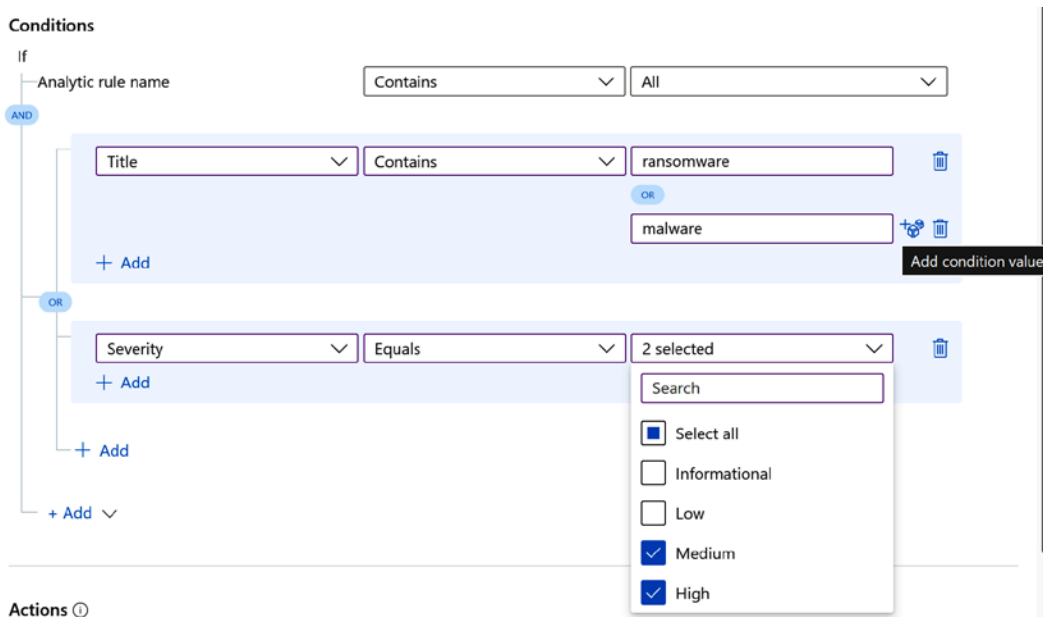 Conditions
If
Analytic rule name Contains All
AND
Title Contains ransomware
OR
malware
Add condition value
+ Add
OR
Severity Equals 2 selected
+ Add
Search
Select all
+ Add
Informational
+ Add Low
Medium
High
Actions